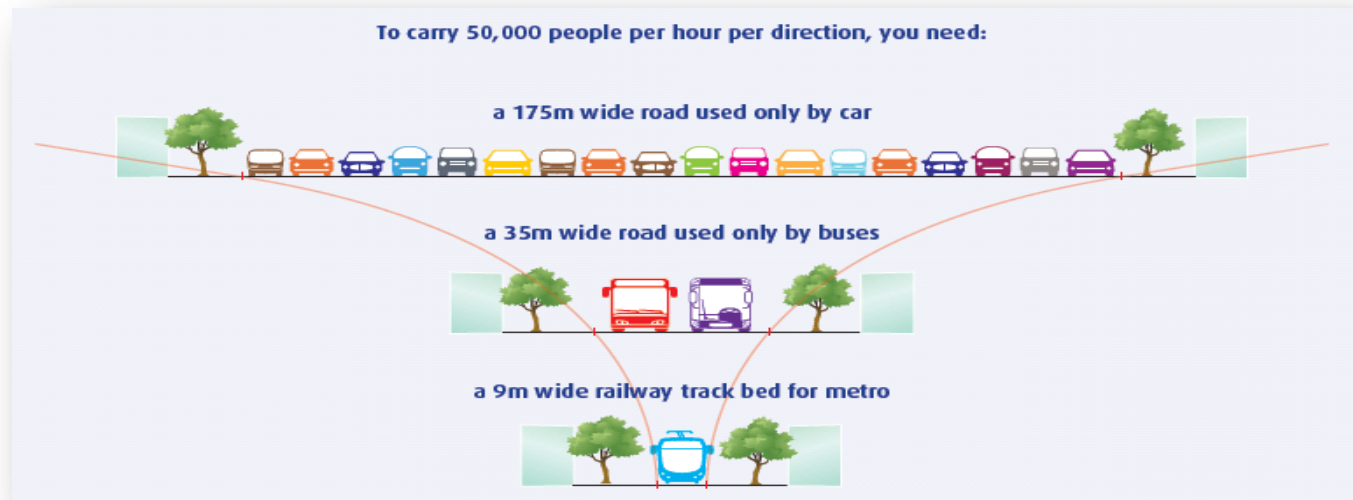 To carry 50,000 people per hour per direction, you need:
a 175m wide road used only by car
a 35m wide road used only by buses
a 9m wide railway track bed for metro